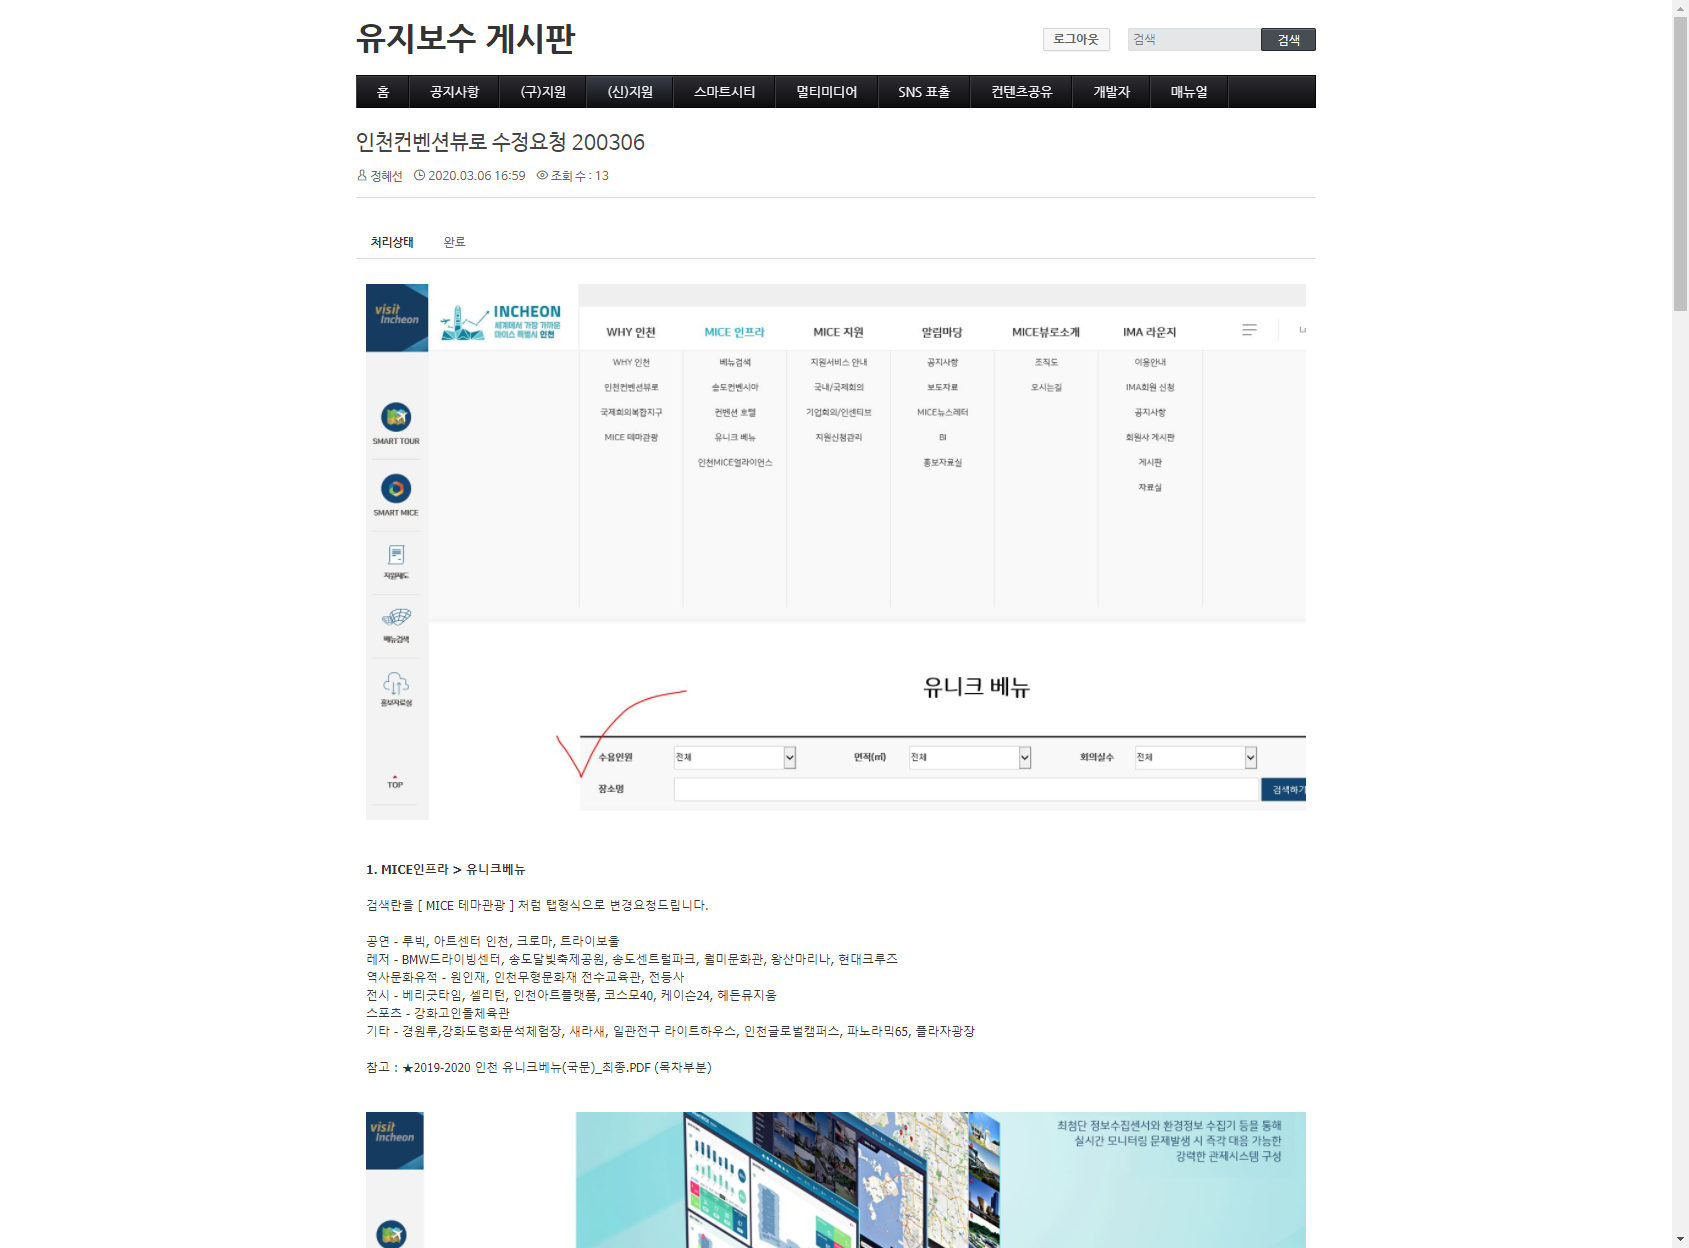 유지보수 게시판
로그아웃
검색
검색
홈 공지사항 (구)지원 (신)지원 스마트시티 멀티미디어 SNS 표출 컨텐츠공유 개발자 매뉴얼
인천컨벤션뷰로 수정요청 200306
정혜선 2020.03.06 16:59 조회 수 : 13
처리상태 완료
visit
Incheon
INCHEON
세계에서 가장 가까운
마이스 특별시 인천
WHY 인천 MICE 인프라 MICE 지원 알림마당 MICE뷰로소개 IMA 라운지
WHY 인천 베뉴검색 지원서비스 안내 공지사항 조직도 이용안내
인천컨벤션뷰로 송도컨벤시아 국내/국제회의 보도자료 오시는길 IMA회원 신청
국제회의복합지구 컨벤션 호텔 기업회의/인센티브 MICE뉴스레터 공지사항
MICE 테마관광 유니크 베뉴 지원신청관리 BI 회원사 게시판
인천MICE얼라이언스 홍보자료실 게시판
자료실
SMART TOUR
SMART MICE
지원제도
베뉴검색
홍보자료실
TOP
유니크 베뉴
수용인원 전체 면적(㎡) 전체 회의실수 전체
장소명 검색하기
1. MICE인프라 > 유니크베뉴
검색란을 [ MICE 테마관광 ] 처럼 탭형식으로 변경요청드립니다.
공연 - 루빅, 아트센터 인천, 크로마, 트라이보울
레저 - BMW드라이빙센터, 송도달빛축제공원, 송도센트럴파크, 월미문화관, 왕산마리나, 현대크루즈
역사문화유적 - 원인재, 인천무형문화재 전수교육관, 전등사
전시 - 베리굿타임, 셀리턴, 인천아트플랫폼, 코스모40, 케이슨24, 헤든뮤지움
스포츠 - 강화고인돌체육관
기타 - 경원루,강화도령화문석체험장, 새라새, 일관전구 라이트하우스, 인천글로벌캠퍼스, 파노라믹65, 플라자광장
참고 : ★2019-2020 인천 유니크베뉴(국문)_최종.PDF (목차부분)
visit
Incheon
최첨단 정보수집센서와 환경정보 수집기 등을 통해
실시간 모니터링 문제발생 시 즉각 대응 가능한
강력한 관제시스템 구성